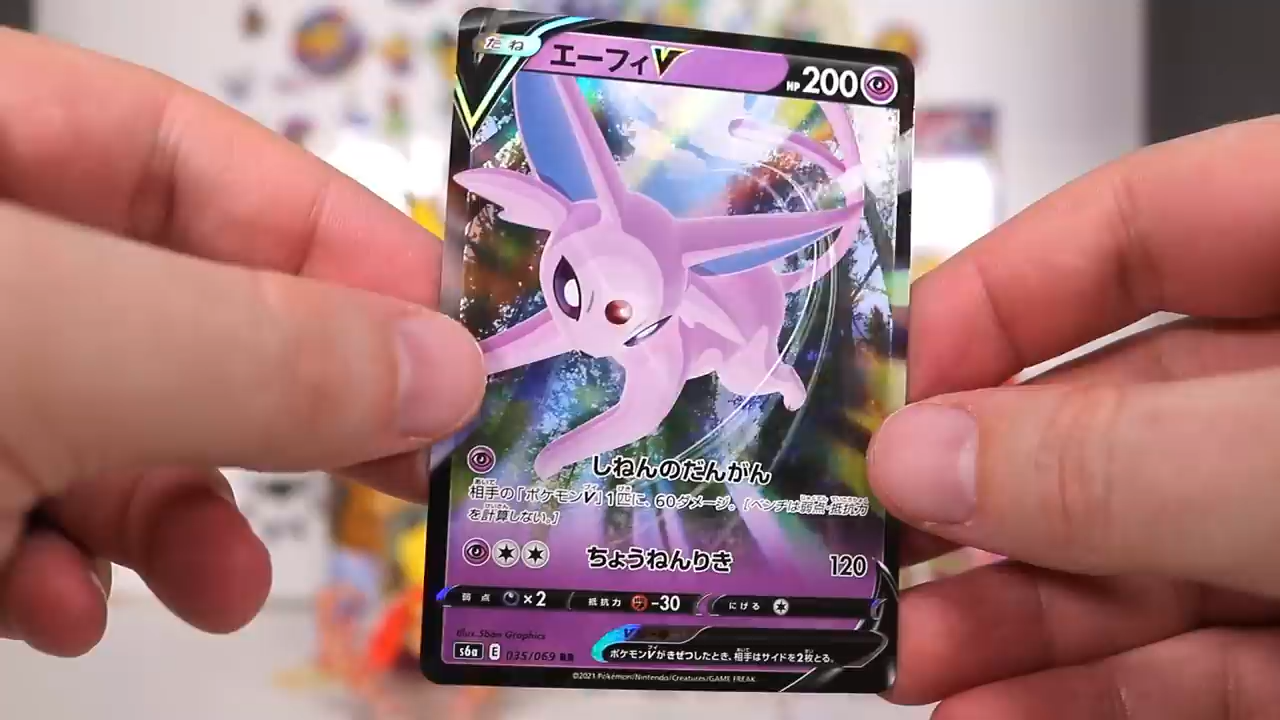 たね
エーフィV
HP 200
しねんのだんがん
相手の「ポケモンV」1匹に、60ダメージ。[ベンチは弱点・抵抗力
を計算しない。]
ちょうねんりき 120
弱点 ×2 抵抗力 -30 にげる
Illus. 5ban Graphics
s6a E 035/069 RR
ポケモンVがきぜつしたとき、相手はサイドを2枚とる。
©2021 Pokémon/Nintendo/Creatures/GAME FREAK.